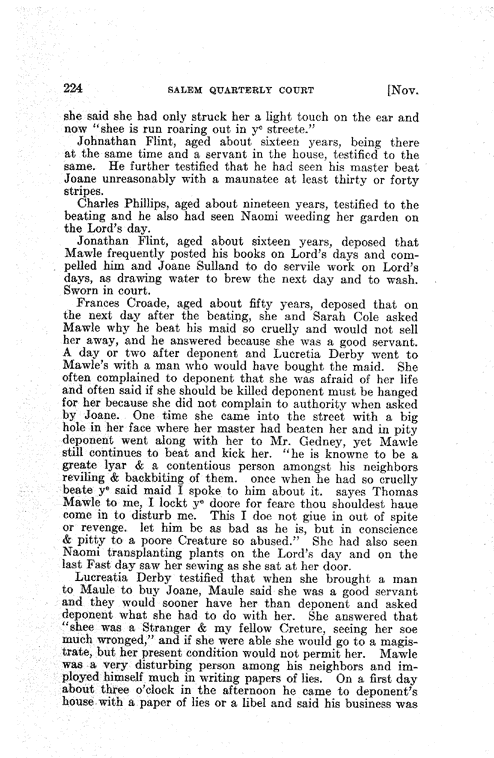 224 SALEM QUARTERLY COURT [Nov.
she said she had only struck her a light touch on the ear and
now "shee is run roaring out in yᵉ streete."
Johnathan Flint, aged about sixteen years, being there
at the same time and a servant in the house, testified to the
same. He further testified that he had seen his master beat
Joane unreasonably with a maunatee at least thirty or forty
stripes.
Charles Phillips, aged about nineteen years, testified to the
beating and he also had seen Naomi weeding her garden on
the Lord's day.
Jonathan Flint, aged about sixteen years, deposed that
Mawle frequently posted his books on Lord's days and com-
pelled him and Joane Sulland to do servile work on Lord's
days, as drawing water to brew the next day and to wash.
Sworn in court.
Frances Croade, aged about fifty years, deposed that on
the next day after the beating, she and Sarah Cole asked
Mawle why he beat his maid so cruelly and would not sell
her away, and he answered because she was a good servant.
A day or two after deponent and Lucretia Derby went to
Mawle's with a man who would have bought the maid. She
often complained to deponent that she was afraid of her life
and often said if she should be killed deponent must be hanged
for her because she did not complain to authority when asked
by Joane. One time she came into the street with a big
hole in her face where her master had beaten her and in pity
deponent went along with her to Mr. Gedney, yet Mawle
still continues to beat and kick her. "he is knowne to be a
greate lyar & a contentious person amongst his neighbors
reviling & backbiting of them. once when he had so cruelly
beate yᵉ said maid I spoke to him about it. sayes Thomas
Mawle to me, I lockt yᵉ doore for feare thou shouldest haue
come in to disturb me. This I doe not giue in out of spite
or revenge. let him be as bad as he is, but in conscience
& pitty to a poore Creature so abused." She had also seen
Naomi transplanting plants on the Lord's day and on the
last Fast day saw her sewing as she sat at her door.
Lucreatia Derby testified that when she brought a man
to Maule to buy Joane, Maule said she was a good servant
and they would sooner have her than deponent and asked
deponent what she had to do with her. She answered that
"shee was a Stranger & my fellow Creture, seeing her soe
much wronged," and if she were able she would go to a magis-
trate, but her present condition would not permit her. Mawle
was a very disturbing person among his neighbors and im-
ployed himself much in writing papers of lies. On a first day
about three o'clock in the afternoon he came to deponent's
house with a paper of lies or a libel and said his business was